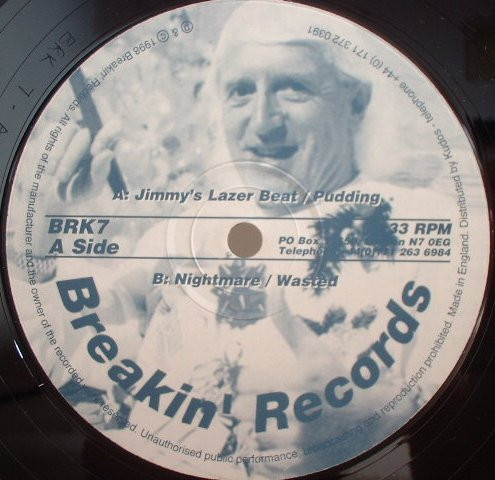 A: Jimmy's Lazer Beat / Pudding
BRK7
A Side
33 RPM
PO Box N7 0EG
Telephone 263 6984
B: Nightmare / Wasted
Breakin' Records
℗ & © 1998 Breakin' Records. All rights of the manufacturer and the owner of the recorded reserved. Unauthorised public performance, and reproduction prohibited. Made in England. Distributed by Kudos - telephone +44 (0) 171 372 0391
BRK 7 - A